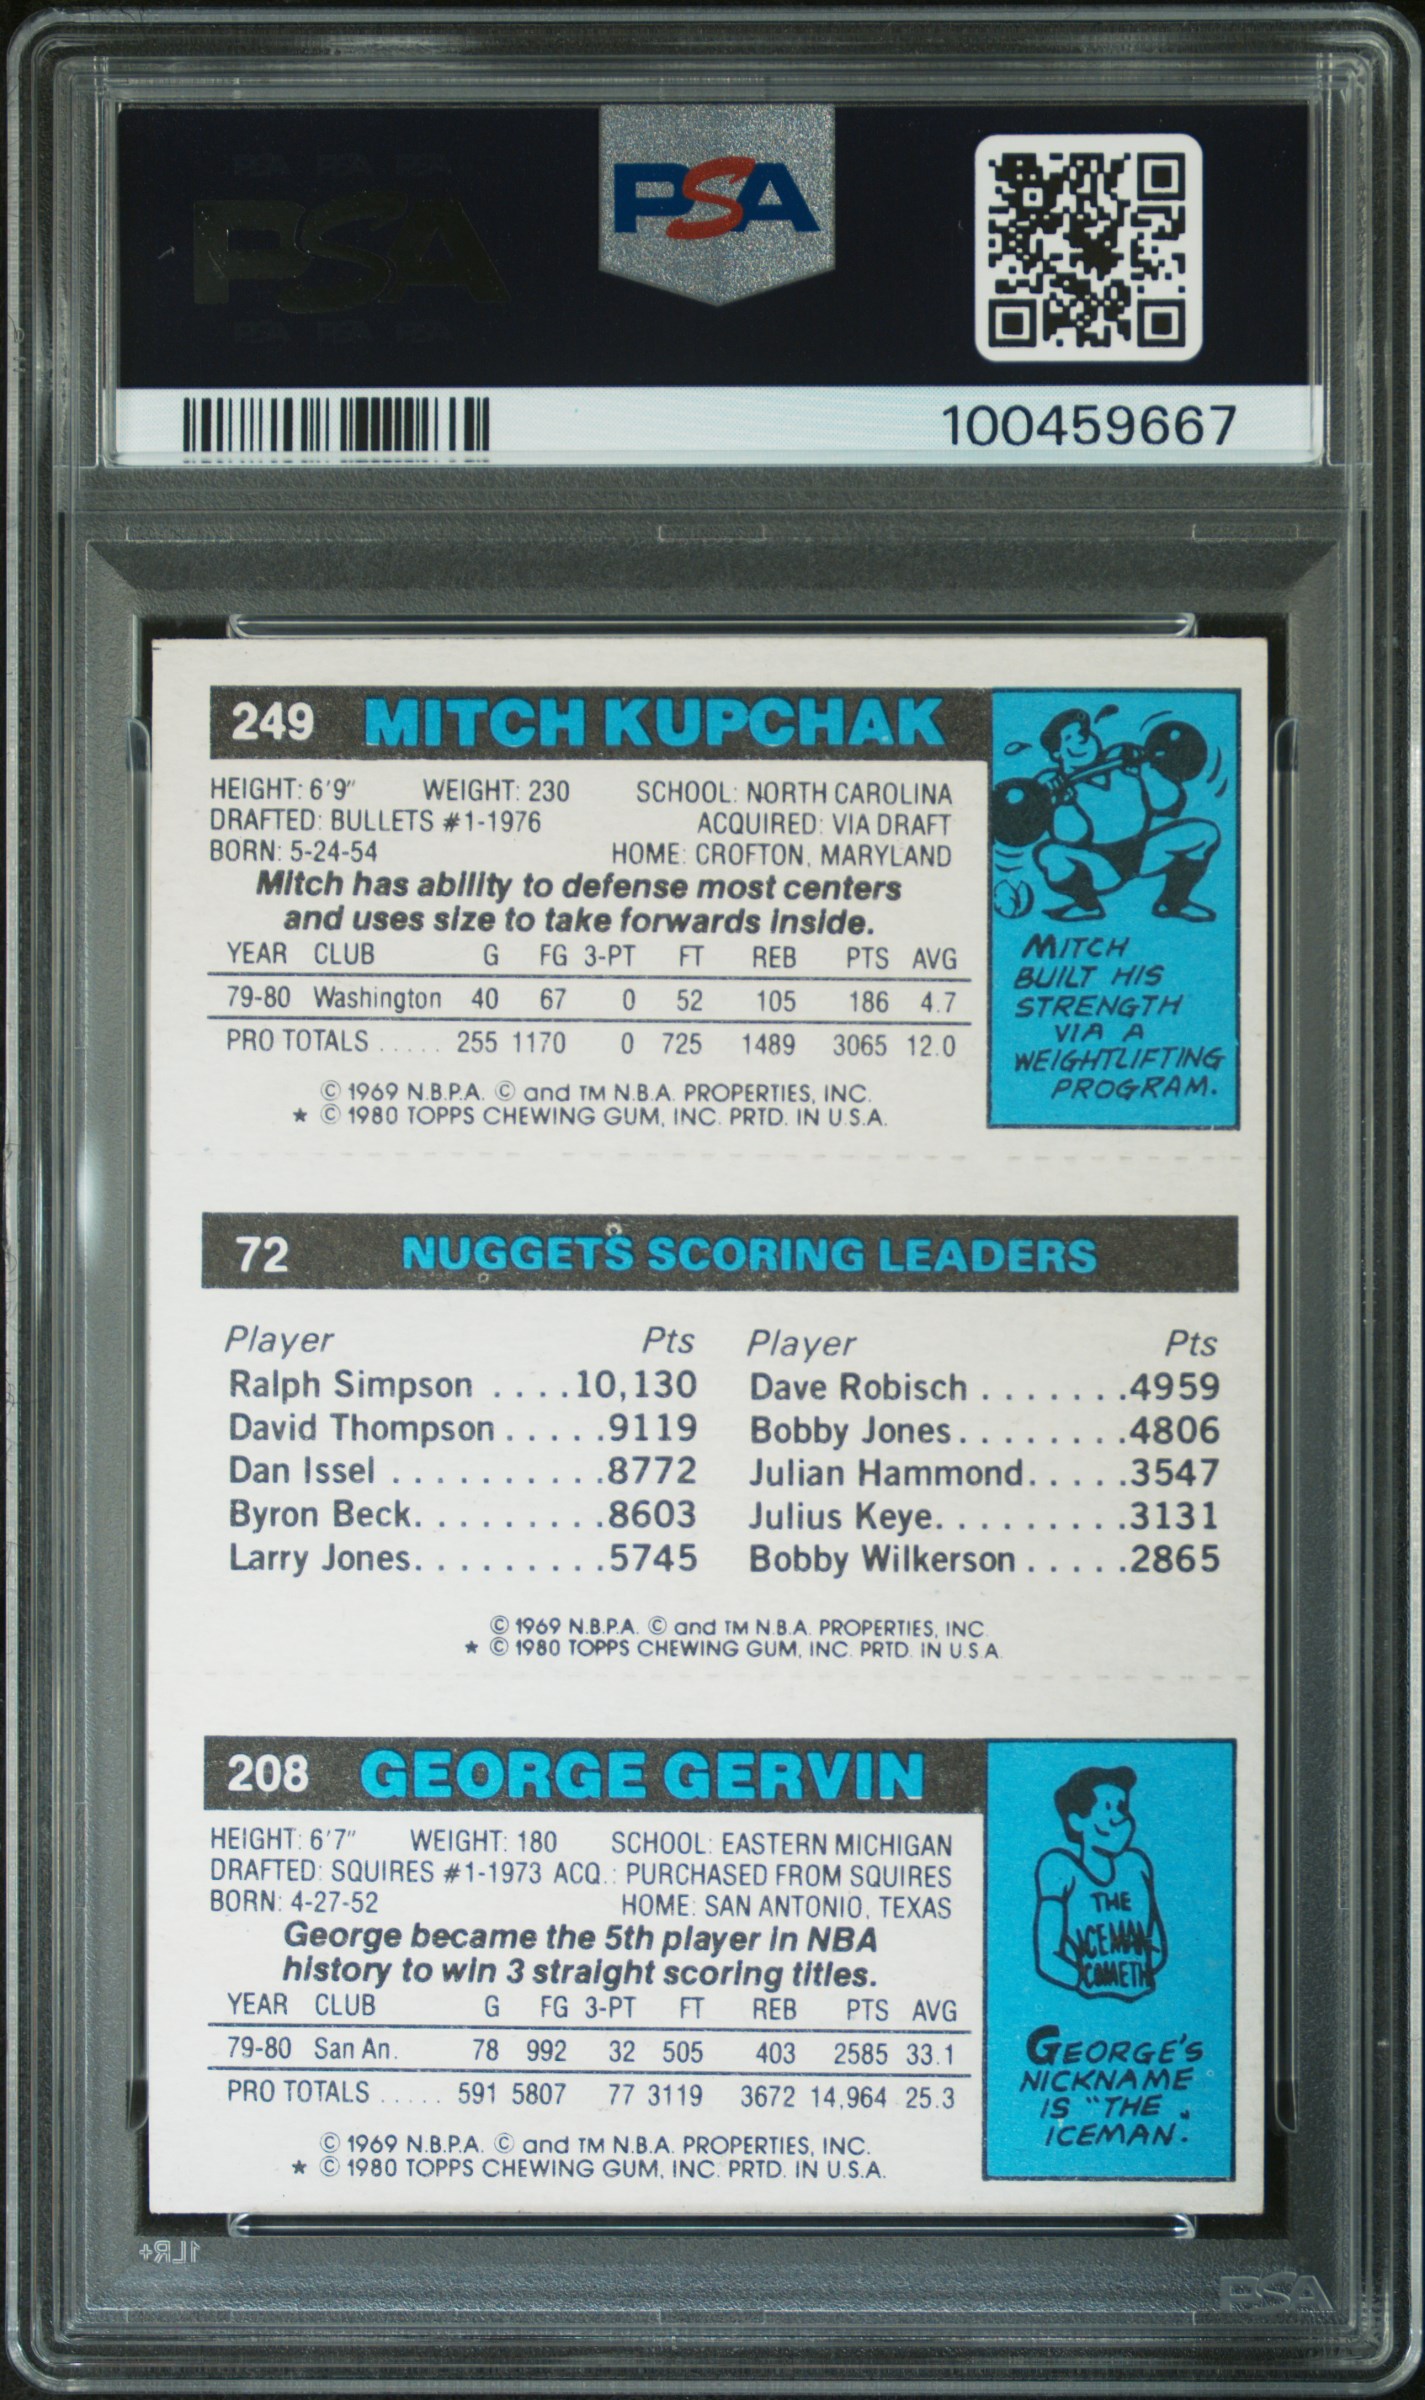 PSA
PSA
100459667
249 MITCH KUPCHAK
HEIGHT: 6'9" WEIGHT: 230 SCHOOL: NORTH CAROLINA
DRAFTED: BULLETS #1-1976 ACQUIRED: VIA DRAFT
BORN: 5-24-54 HOME: CROFTON, MARYLAND
Mitch has ability to defense most centers
and uses size to take forwards inside.
YEAR CLUB G FG 3-PT FT REB PTS AVG
79-80 Washington 40 67 0 52 105 186 4.7
PRO TOTALS ..... 255 1170 0 725 1489 3065 12.0
© 1969 N.B.P.A. © and TM N.B.A. PROPERTIES, INC.
* © 1980 TOPPS CHEWING GUM, INC. PRTD. IN U.S.A.
MITCH
BUILT HIS
STRENGTH
VIA A
WEIGHTLIFTING
PROGRAM.
72 NUGGETS SCORING LEADERS
Player Pts Player Pts
Ralph Simpson ....10,130 Dave Robisch .......4959
David Thompson .....9119 Bobby Jones........4806
Dan Issel ..........8772 Julian Hammond.....3547
Byron Beck.........8603 Julius Keye.........3131
Larry Jones.........5745 Bobby Wilkerson .....2865
© 1969 N.B.P.A. © and TM N.B.A. PROPERTIES, INC.
* © 1980 TOPPS CHEWING GUM, INC. PRTD. IN U.S.A.
208 GEORGE GERVIN
HEIGHT: 6'7" WEIGHT: 180 SCHOOL: EASTERN MICHIGAN
DRAFTED: SQUIRES #1-1973 ACQ.: PURCHASED FROM SQUIRES
BORN: 4-27-52 HOME: SAN ANTONIO, TEXAS
George became the 5th player in NBA
history to win 3 straight scoring titles.
YEAR CLUB G FG 3-PT FT REB PTS AVG
79-80 San An. 78 992 32 505 403 2585 33.1
PRO TOTALS ..... 591 5807 77 3119 3672 14,964 25.3
© 1969 N.B.P.A. © and TM N.B.A. PROPERTIES, INC.
* © 1980 TOPPS CHEWING GUM, INC. PRTD. IN U.S.A.
THE
ICEMAN
COMETH
GEORGE'S
NICKNAME
IS "THE
ICEMAN."
1LR+
PSA